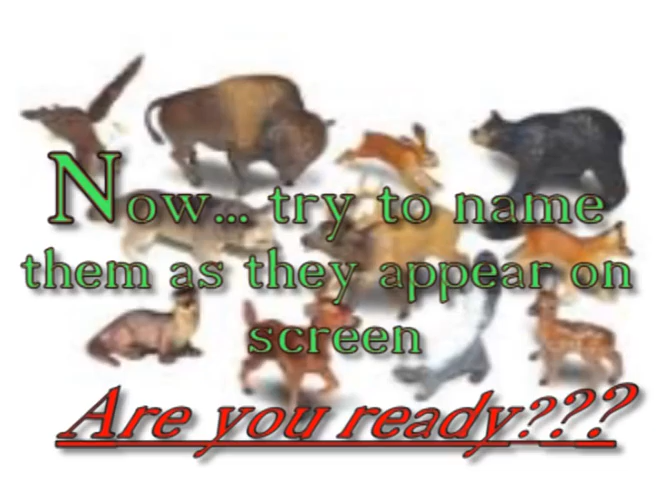 Now... try to name
them as they appear on
screen
Are you ready???